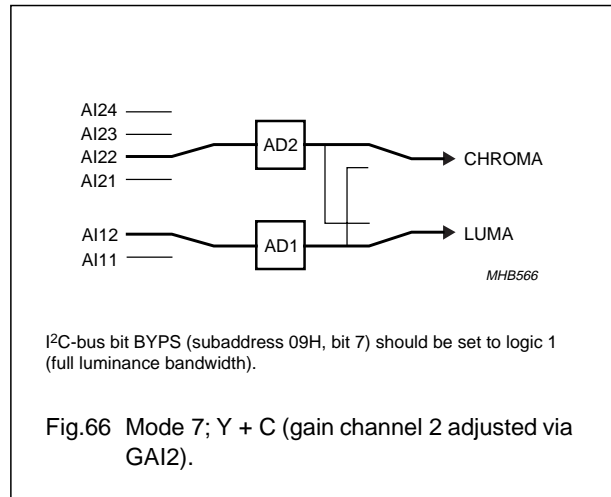 AI24
AI23
AI22
AI21
AD2
CHROMA
AI12
AI11
AD1
LUMA
MHB566
I²C-bus bit BYPS (subaddress 09H, bit 7) should be set to logic 1
(full luminance bandwidth).
Fig.66 Mode 7; Y + C (gain channel 2 adjusted via
GAI2).